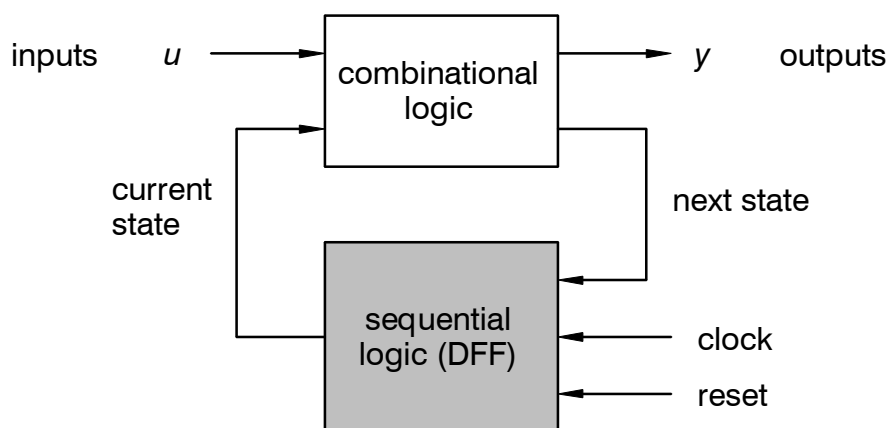 inputs u
combinational
logic
y outputs
current
state
next state
sequential
logic (DFF)
clock
reset